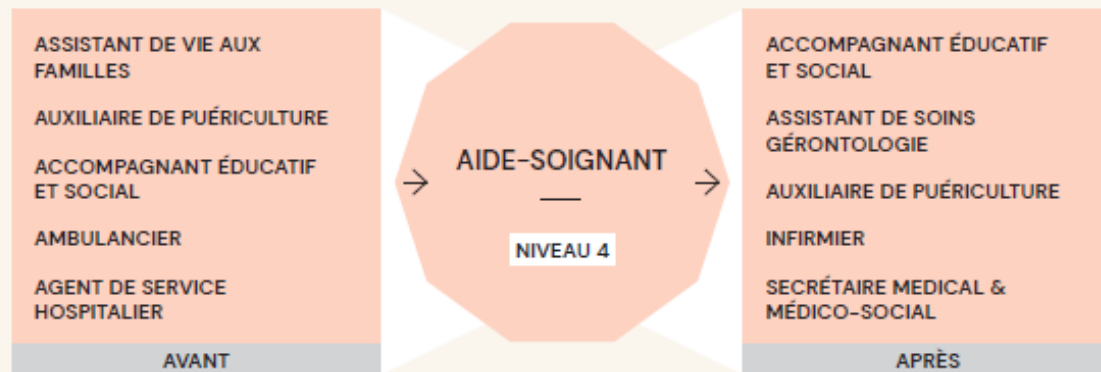 ASSISTANT DE VIE AUX
FAMILLES
AUXILIAIRE DE PUÉRICULTURE
ACCOMPAGNANT ÉDUCATIF
ET SOCIAL
AMBULANCIER
AGENT DE SERVICE
HOSPITALIER
AVANT
AIDE-SOIGNANT
NIVEAU 4
ACCOMPAGNANT ÉDUCATIF
ET SOCIAL
ASSISTANT DE SOINS
GÉRONTOLOGIE
AUXILIAIRE DE PUÉRICULTURE
INFIRMIER
SECRÉTAIRE MEDICAL &
MÉDICO-SOCIAL
APRÈS